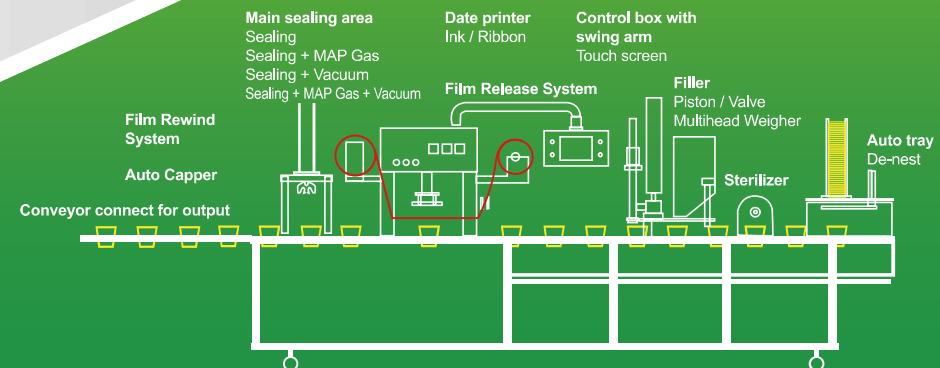 Main sealing area
Sealing
Sealing + MAP Gas
Sealing + Vacuum
Sealing + MAP Gas + Vacuum
Date printer
Ink / Ribbon
Control box with
swing arm
Touch screen
Film Release System
Filler
Piston / Valve
Multihead Weigher
Film Rewind
System
Auto tray
De-nest
Auto Capper
Sterilizer
Conveyor connect for output